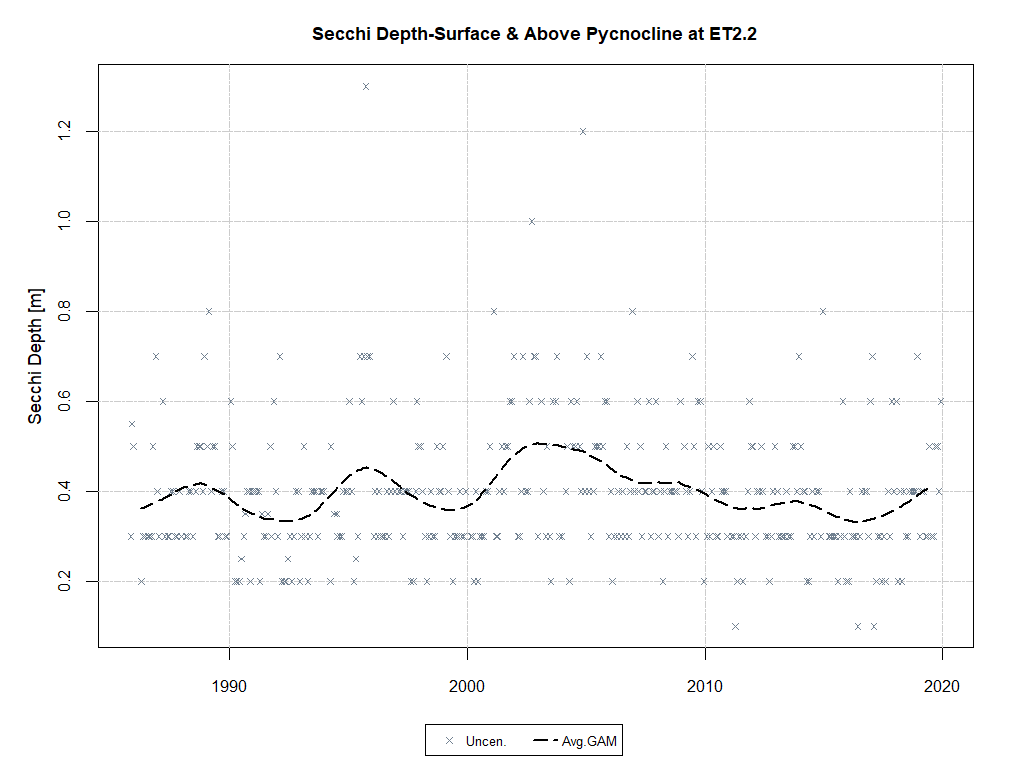 Secchi Depth-Surface & Above Pycnocline at ET2.2
Secchi Depth [m]
1.2
1.0
0.8
0.6
0.4
0.2
1990 2000 2010 2020
Uncen. Avg.GAM